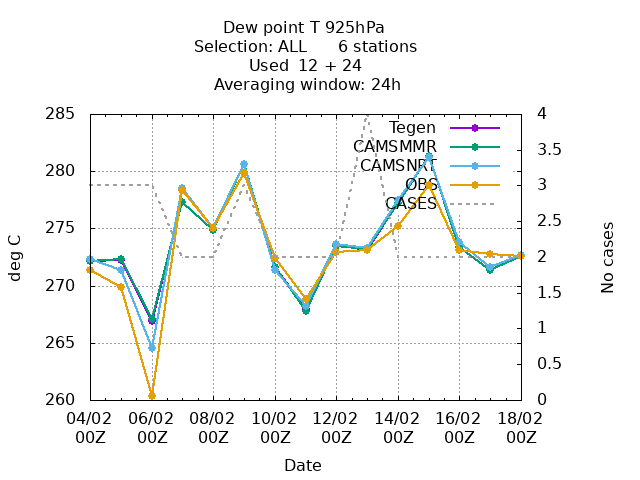 Dew point T 925hPa
Selection: ALL      6 stations
Used  12 + 24
Averaging window: 24h
285
280
275
270
265
260
deg C
4
3.5
3
2.5
2
1.5
1
0.5
0
No cases
Tegen
CAMSMMR
CAMSNRT
OBS
CASES
04/02 06/02 08/02 10/02 12/02 14/02 16/02 18/02
00Z 00Z 00Z 00Z 00Z 00Z 00Z 00Z
Date